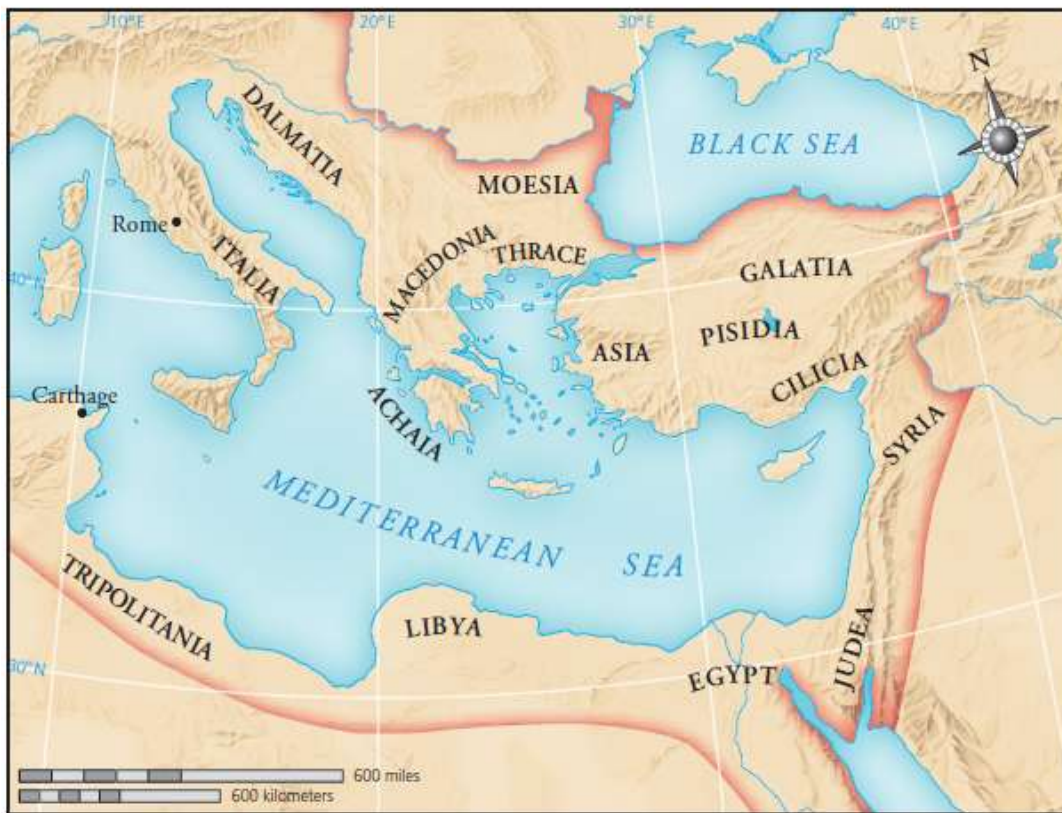 10°E
20°E
30°E
40°E
N
DALMATIA
BLACK SEA
MOESIA
Rome
ITALIA
MACEDONIA
THRACE
GALATIA
40°N
ASIA
PISIDIA
CILICIA
Carthage
ACHAIA
SYRIA
MEDITERRANEAN SEA
TRIPOLITANIA
LIBYA
JUDEA
30°N
EGYPT
600 miles
600 kilometers